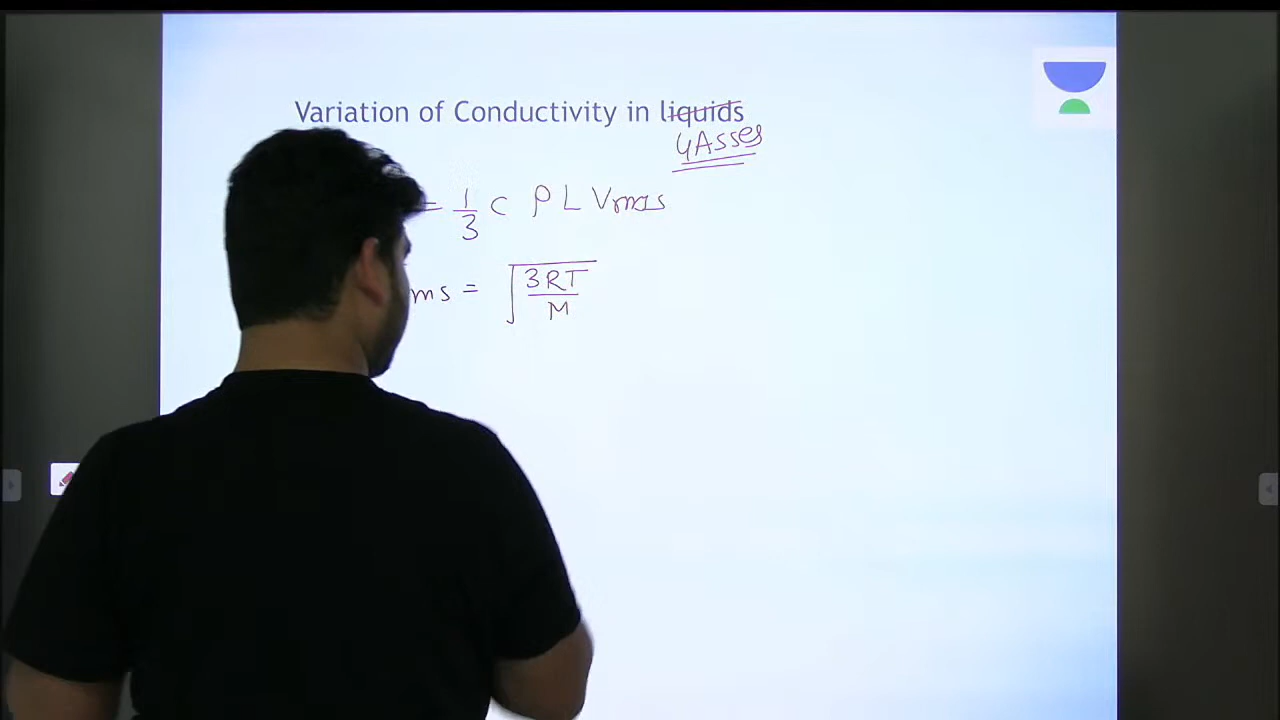 Variation of Conductivity in liquids
GAsses
= 1/3 C ρ L Vrms
ms = √3RT/M